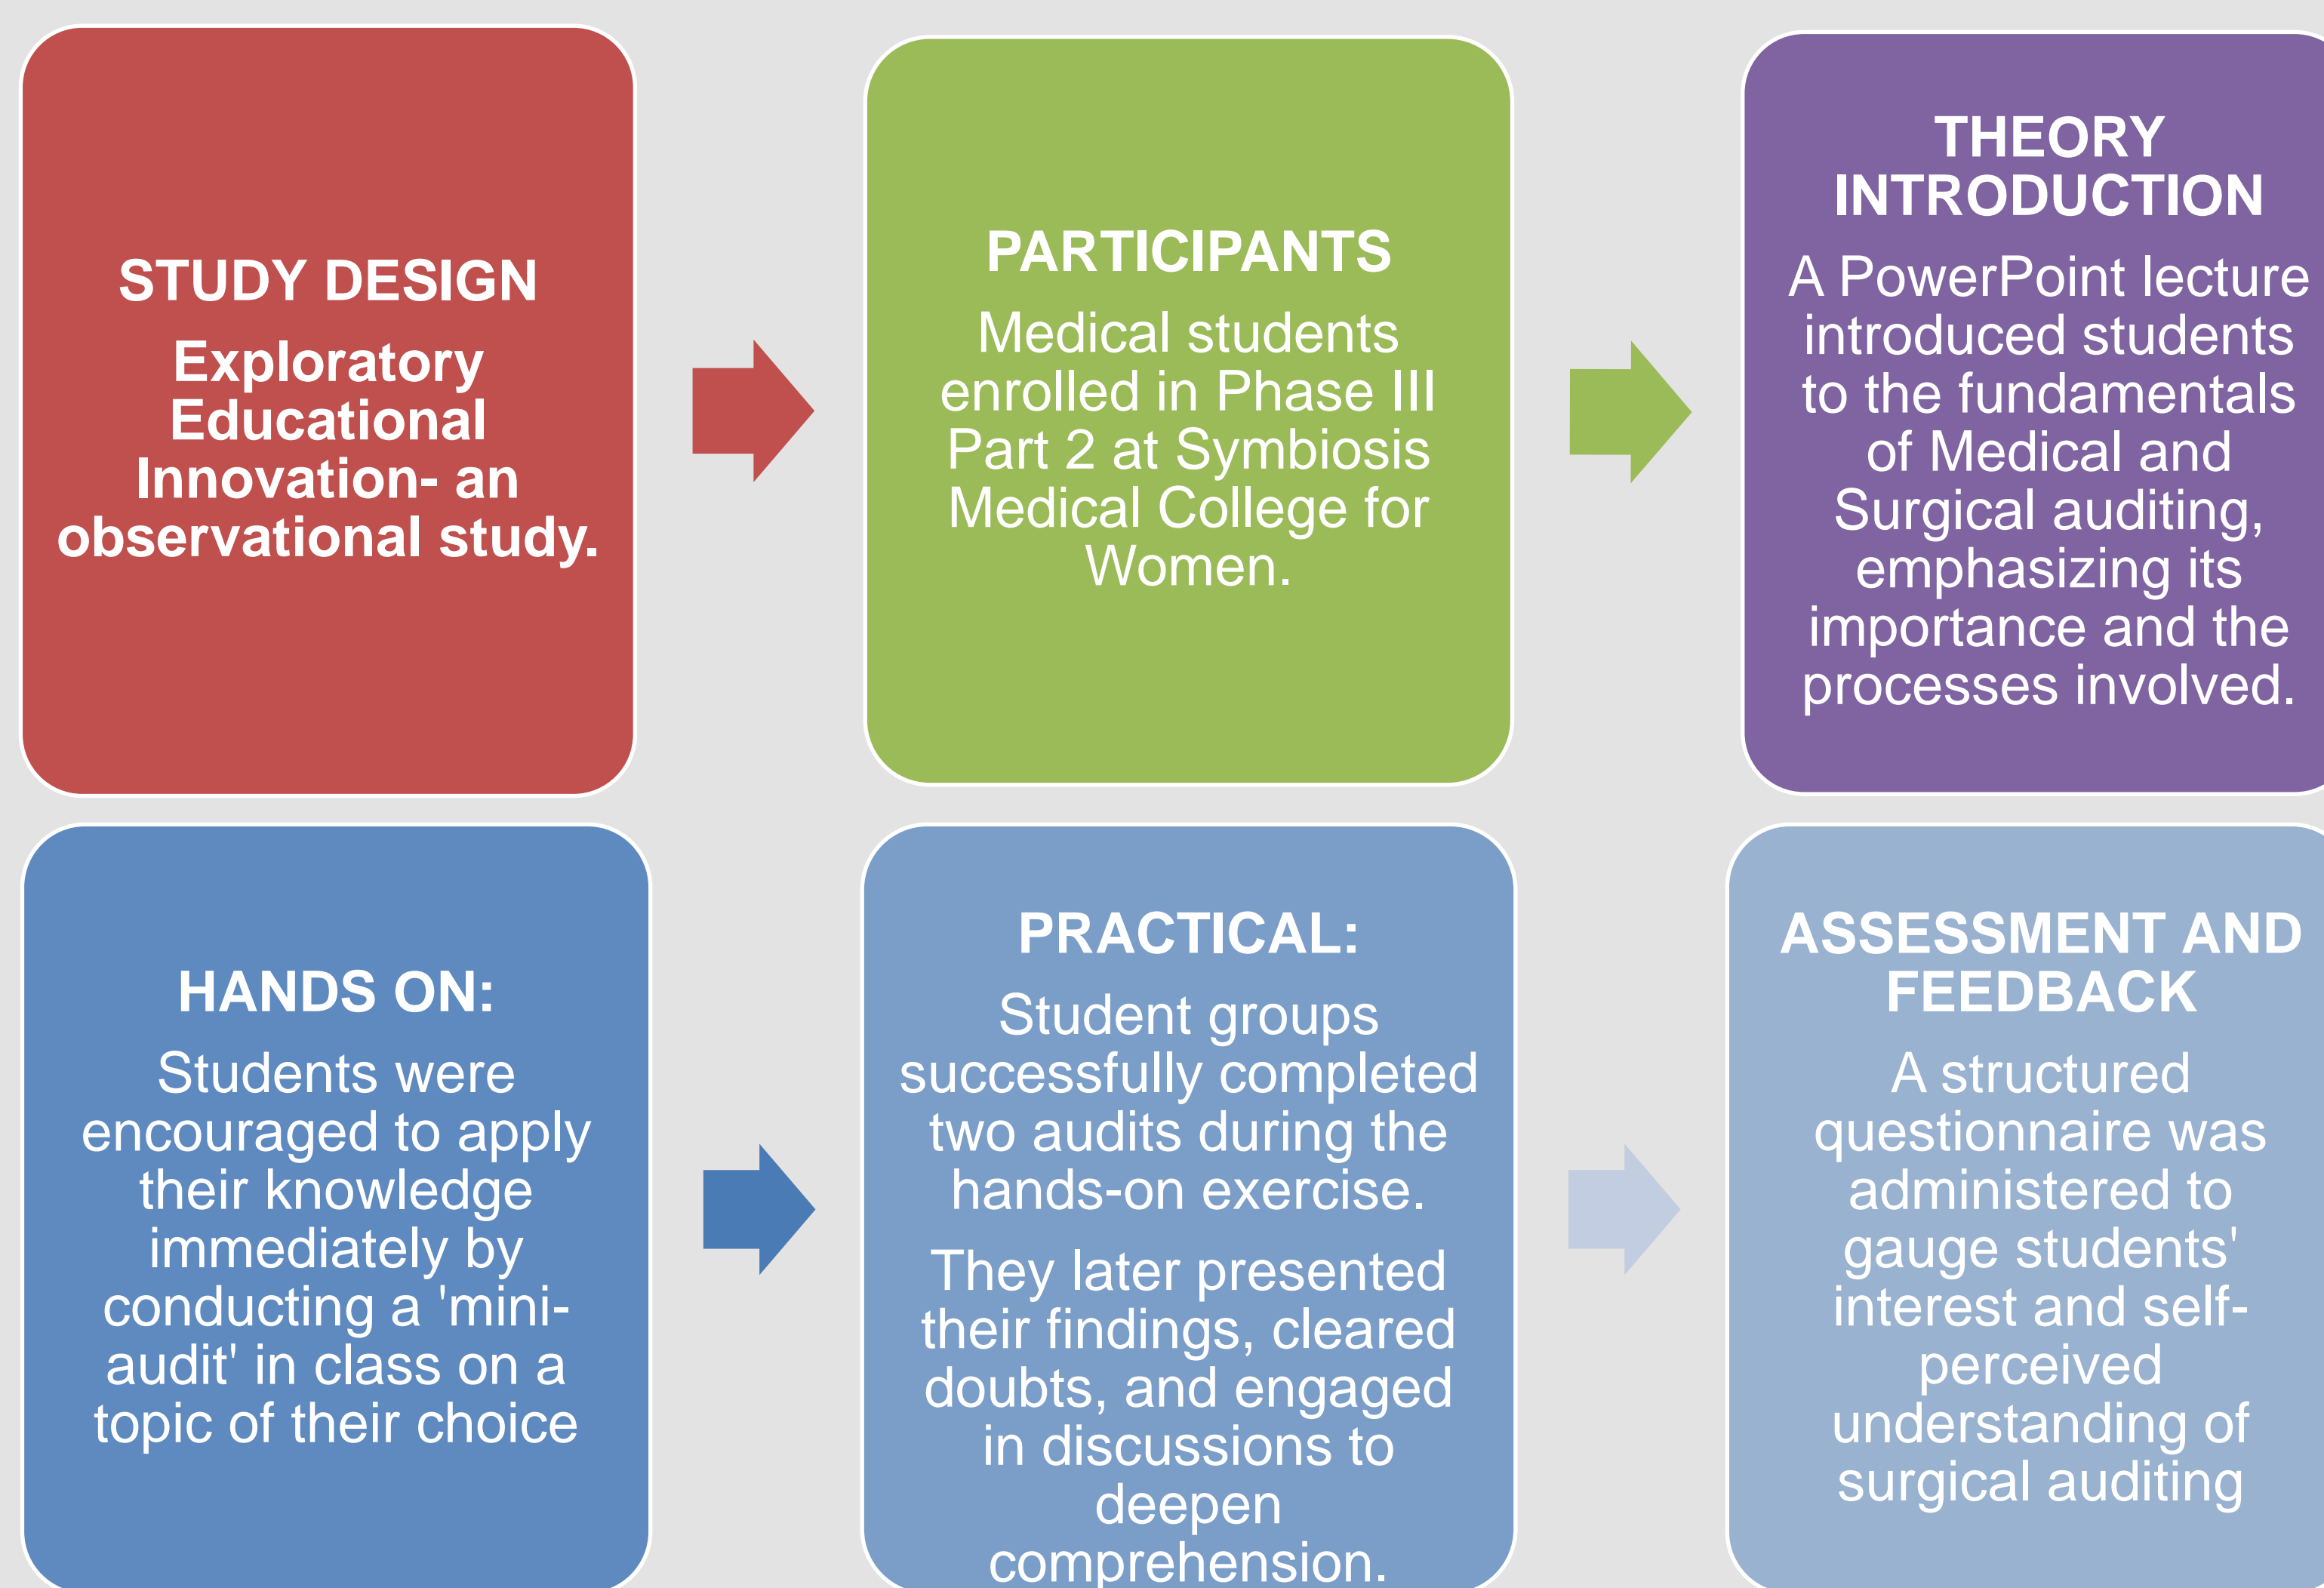 STUDY DESIGN
Exploratory
Educational
Innovation- an
observational study.
PARTICIPANTS
Medical students
enrolled in Phase III
Part 2 at Symbiosis
Medical College for
Women.
THEORY
INTRODUCTION
A PowerPoint lecture
introduced students
to the fundamentals
of Medical and
Surgical auditing,
emphasizing its
importance and the
processes involved.
HANDS ON:
Students were
encouraged to apply
their knowledge
immediately by
conducting a 'mini-
audit' in class on a
topic of their choice
PRACTICAL:
Student groups
successfully completed
two audits during the
hands-on exercise.
They later presented
their findings, cleared
doubts, and engaged
in discussions to
deepen
comprehension.
ASSESSMENT AND
FEEDBACK
A structured
questionnaire was
administered to
gauge students'
interest and self-
perceived
understanding of
surgical auditing